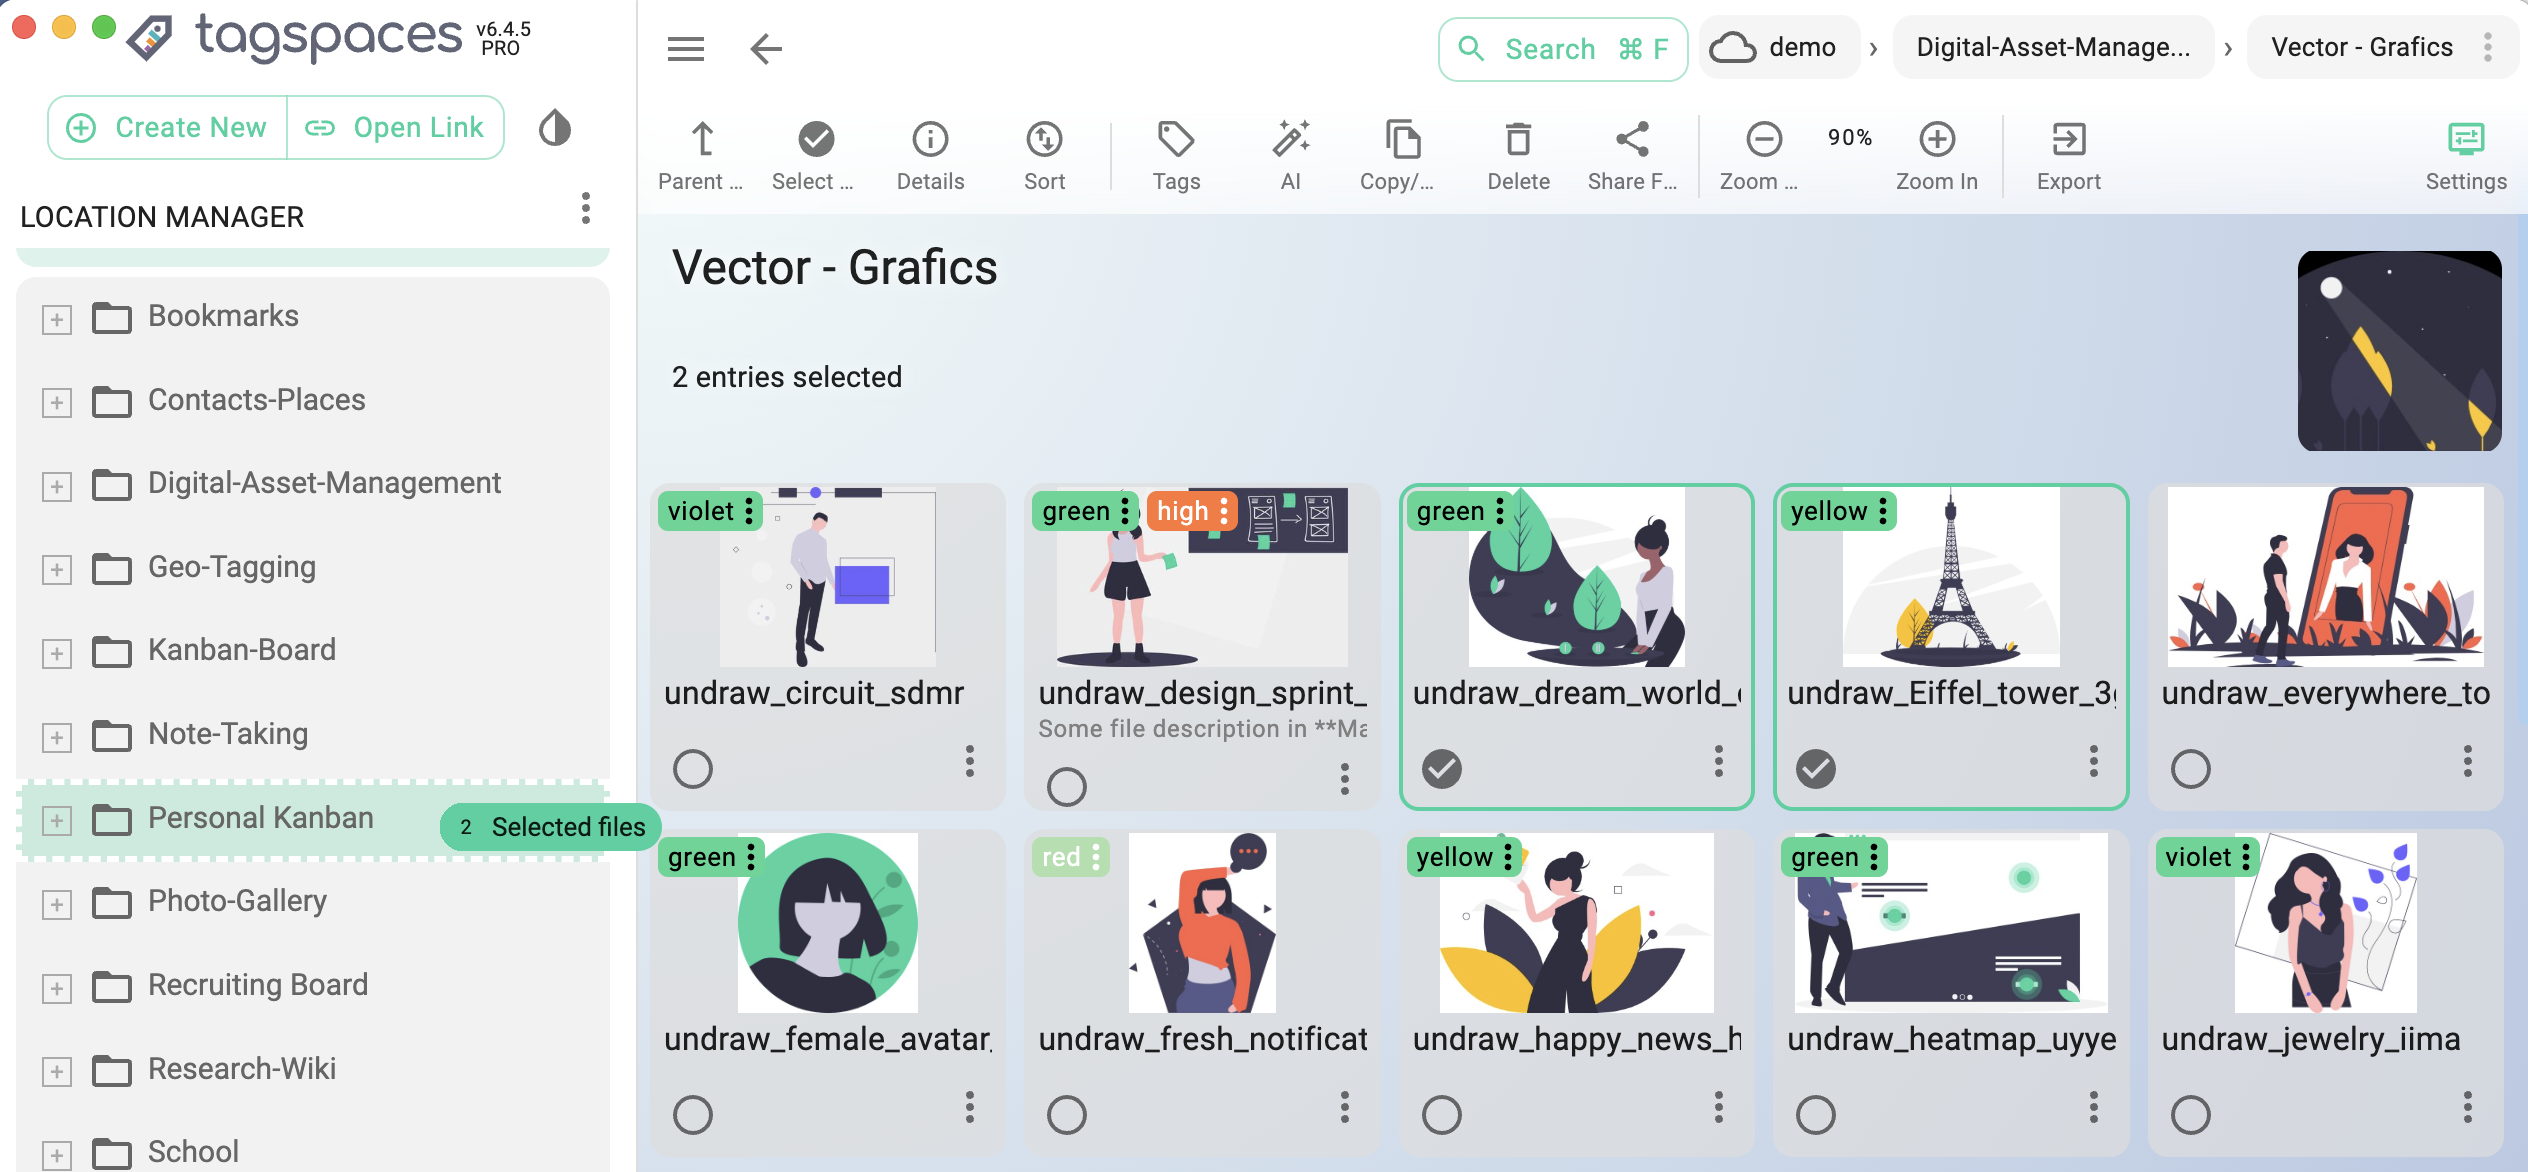 tagspaces
v6.4.5
PRO
Create New
Open Link
LOCATION MANAGER
Bookmarks
Contacts-Places
Digital-Asset-Management
Geo-Tagging
Kanban-Board
Note-Taking
Personal Kanban
2 Selected files
Photo-Gallery
Recruiting Board
Research-Wiki
School
Search ⌘ F
demo › Digital-Asset-Manage... › Vector - Grafics
Parent ...
Select ...
Details
Sort
Tags
AI
Copy/...
Delete
Share F...
Zoom ...
90%
Zoom In
Export
Settings
Vector - Grafics
2 entries selected
violet
undraw_circuit_sdmr
green high
undraw_design_sprint_
Some file description in **Ma
green
undraw_dream_world_
yellow
undraw_Eiffel_tower_3
undraw_everywhere_to
green
undraw_female_avatar_
red
undraw_fresh_notificat
yellow
undraw_happy_news_h
green
undraw_heatmap_uyye
violet
undraw_jewelry_iima